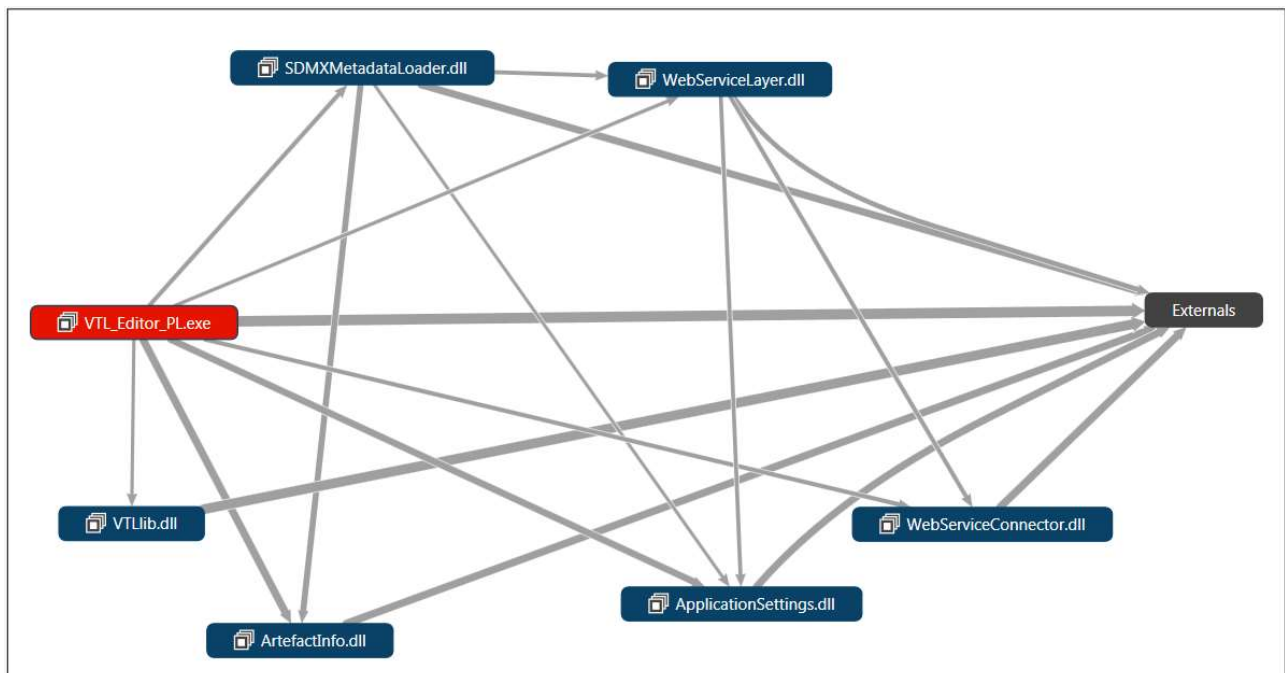 SDMXMetadataLoader.dll
WebServiceLayer.dll
VTL_Editor_PL.exe
Externals
VTLlib.dll
WebServiceConnector.dll
ApplicationSettings.dll
ArtefactInfo.dll